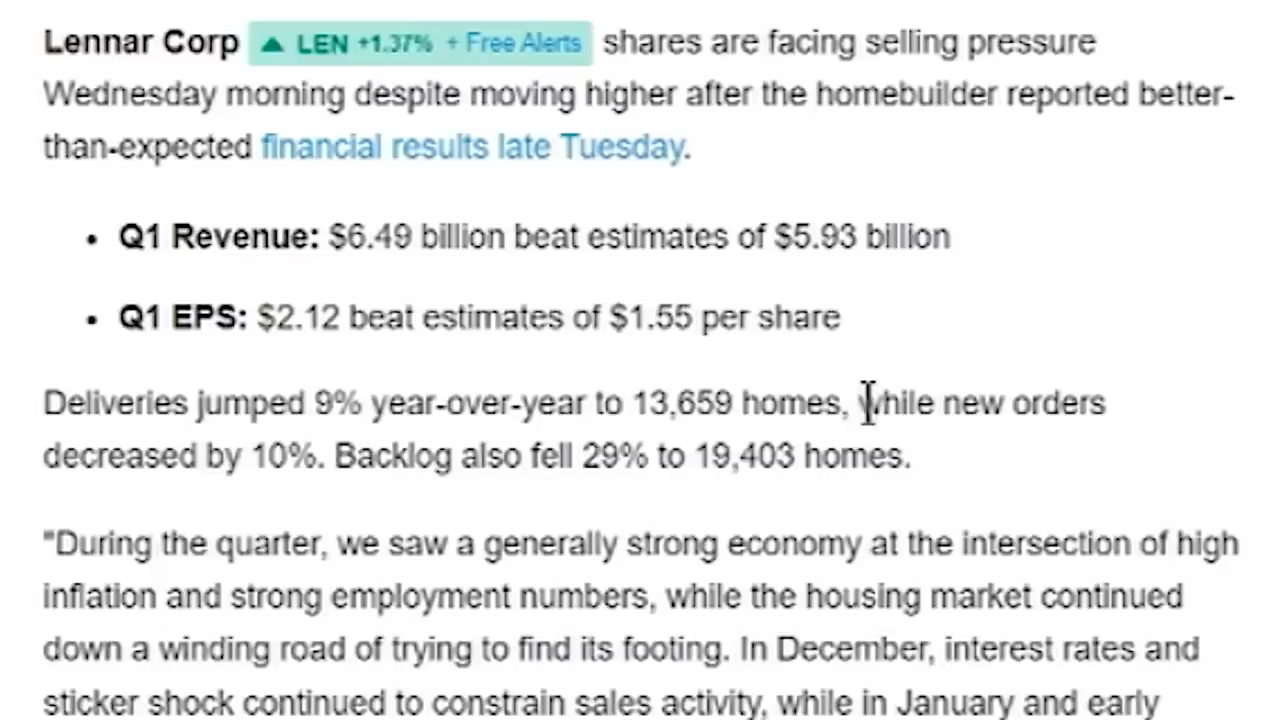 Lennar Corp ▲ LEN +1.37% + Free Alerts shares are facing selling pressure
Wednesday morning despite moving higher after the homebuilder reported better-
than-expected financial results late Tuesday.
• Q1 Revenue: $6.49 billion beat estimates of $5.93 billion
• Q1 EPS: $2.12 beat estimates of $1.55 per share
Deliveries jumped 9% year-over-year to 13,659 homes, while new orders
decreased by 10%. Backlog also fell 29% to 19,403 homes.
"During the quarter, we saw a generally strong economy at the intersection of high
inflation and strong employment numbers, while the housing market continued
down a winding road of trying to find its footing. In December, interest rates and
sticker shock continued to constrain sales activity, while in January and early